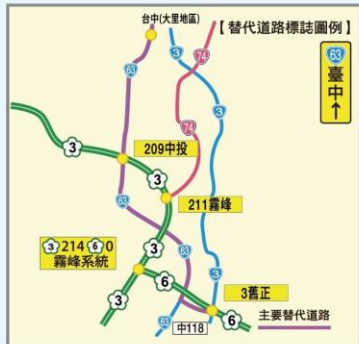 台中(大里地區)
【替代道路標誌圖例】
3
74
63
臺中↑
63
3
74
3
209中投
3
211霧峰
63
3
3 214 6 0
霧峰系統
3
6
3舊正
63
3
6
中118
主要替代道路